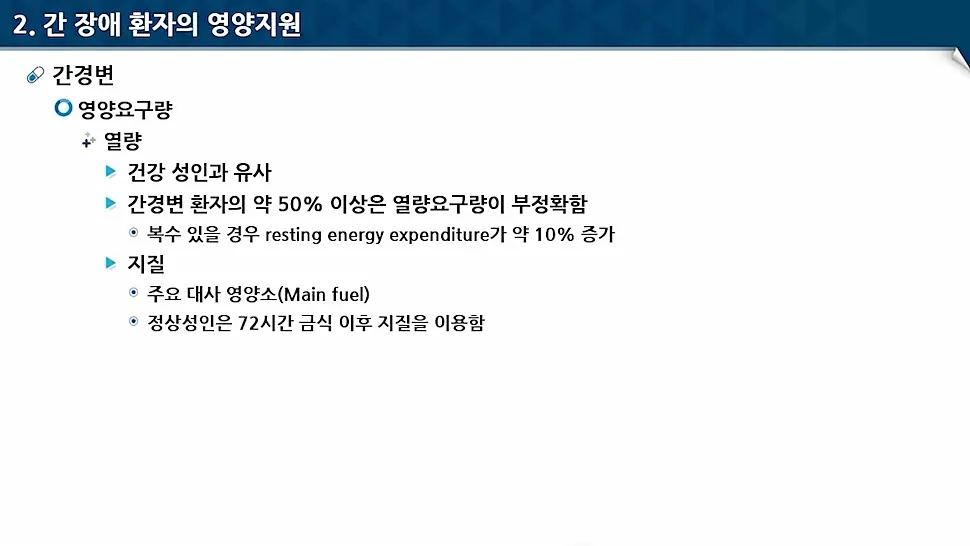 2. 간 장애 환자의 영양지원
간경변
영양요구량
열량
건강 성인과 유사
간경변 환자의 약 50% 이상은 열량요구량이 부정확함
복수 있을 경우 resting energy expenditure가 약 10% 증가
지질
주요 대사 영양소(Main fuel)
정상성인은 72시간 금식 이후 지질을 이용함